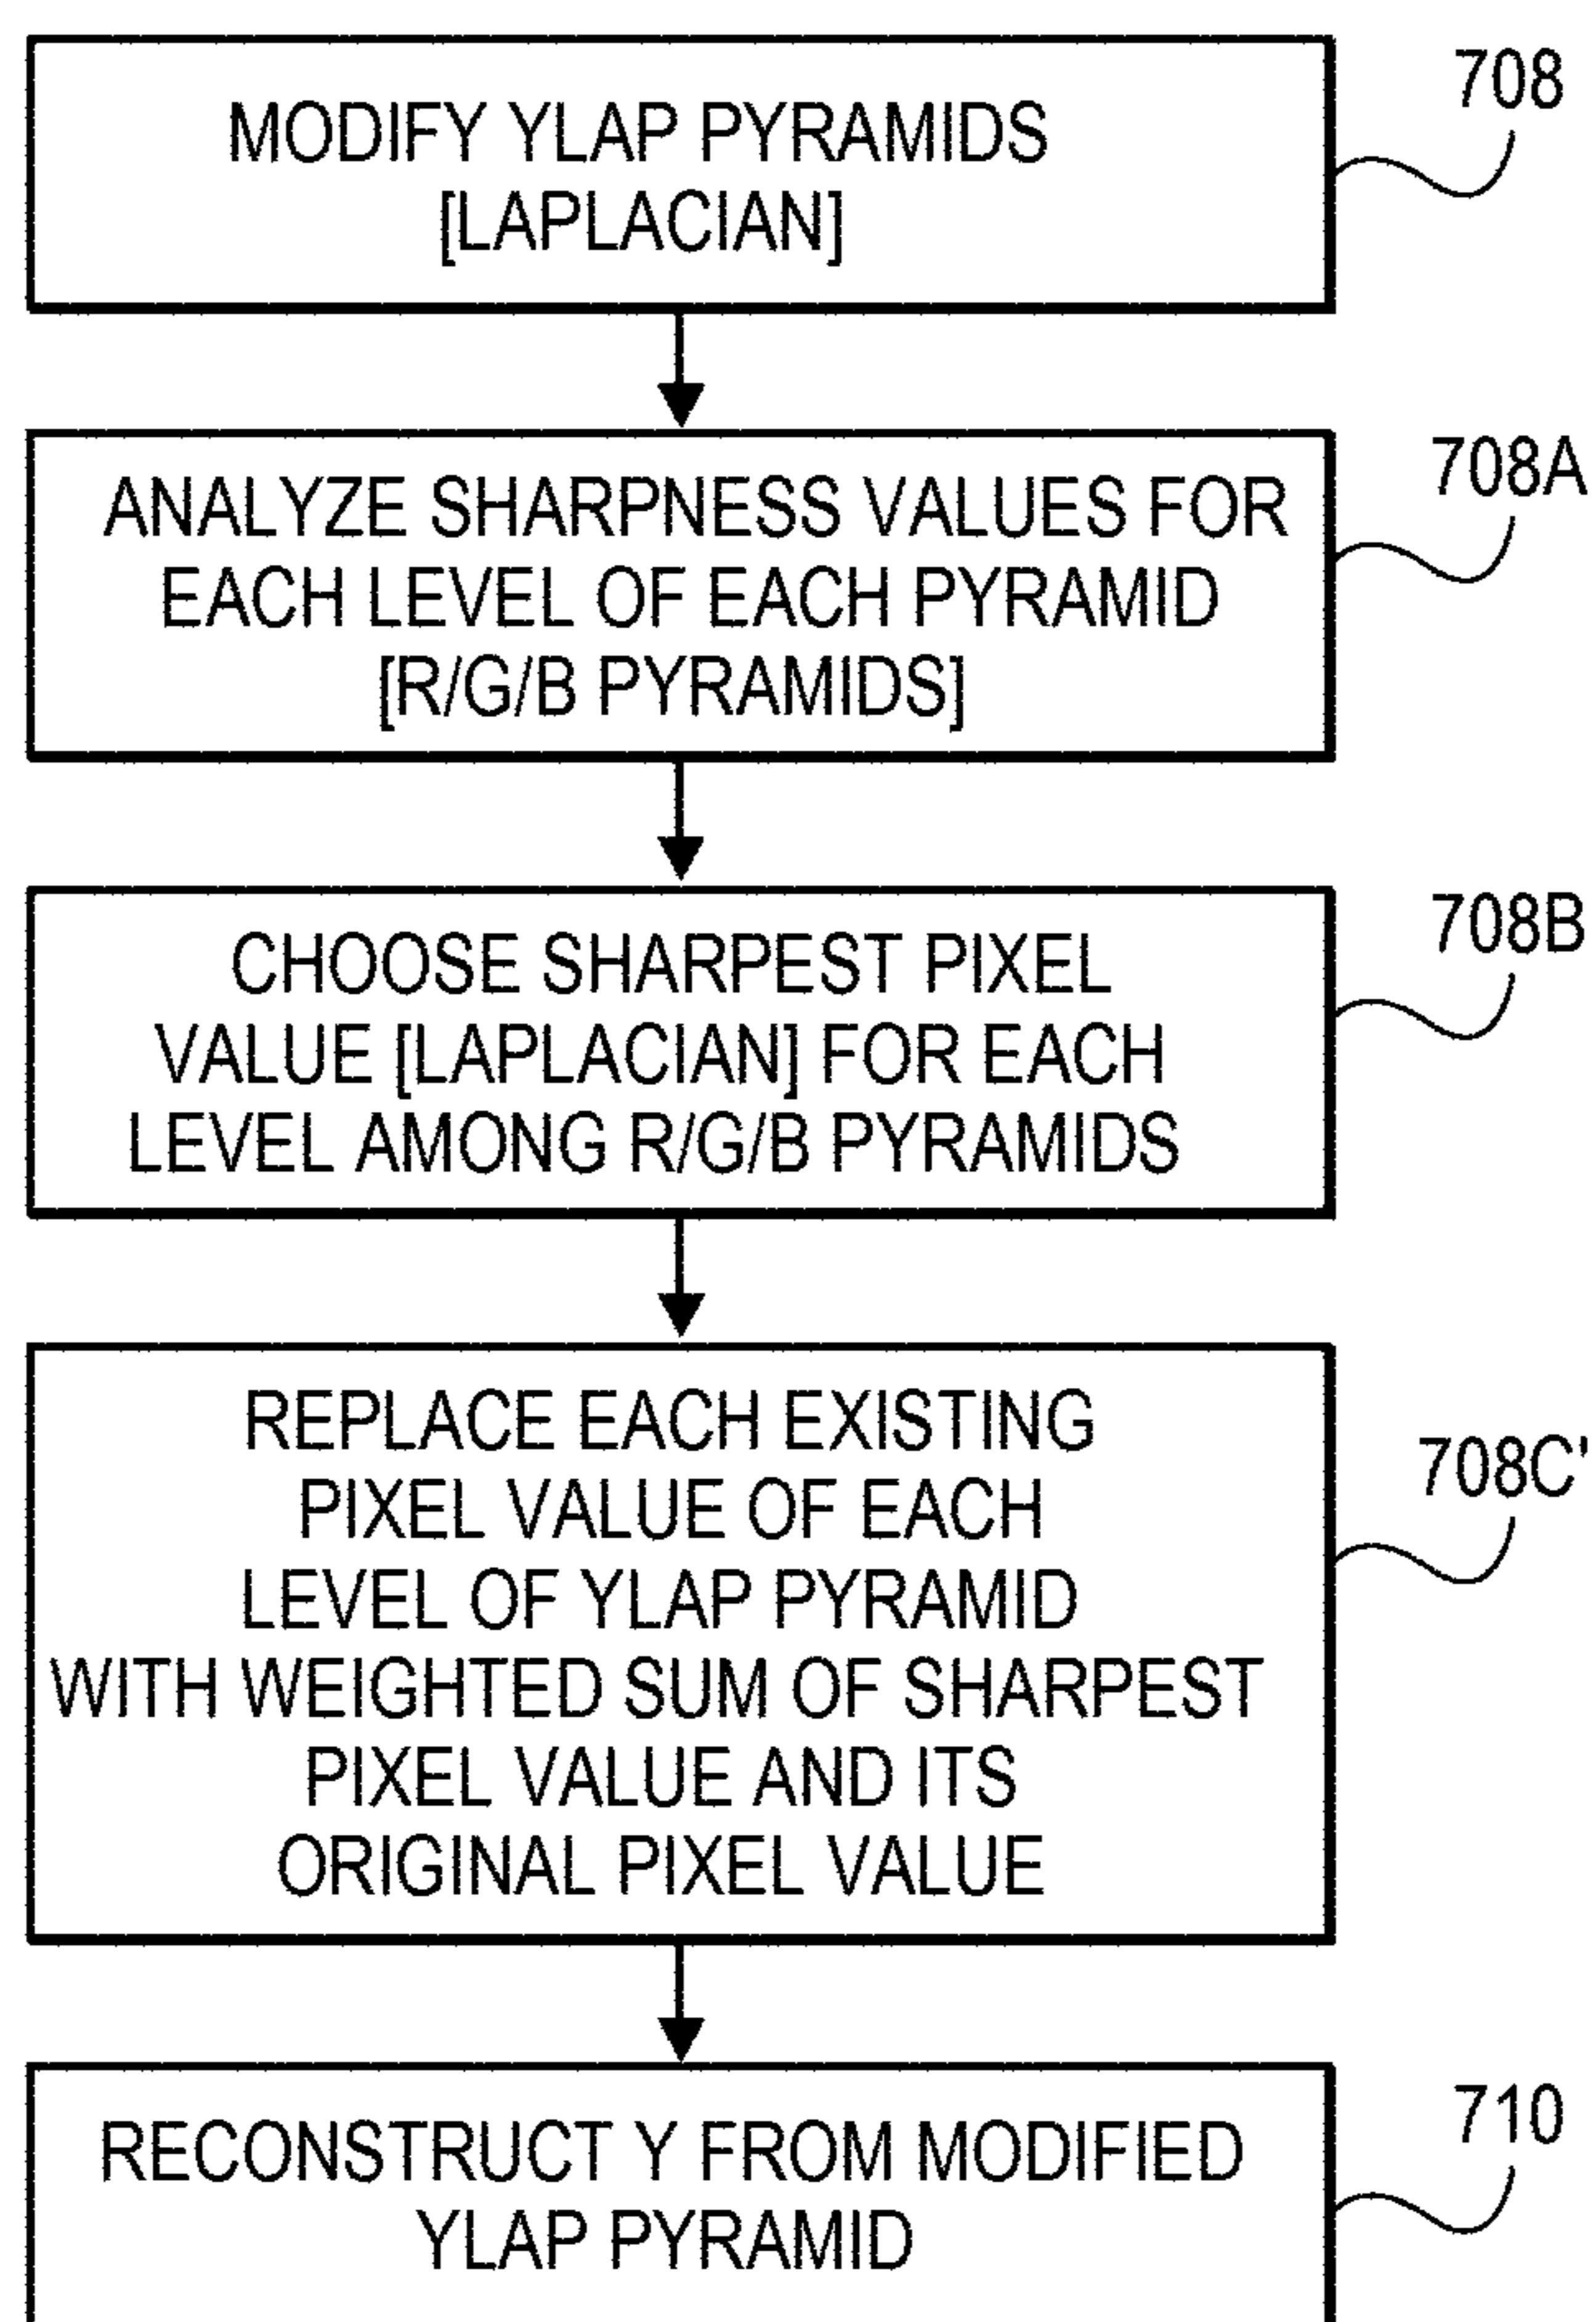 MODIFY YLAP PYRAMIDS
[LAPLACIAN]
708
ANALYZE SHARPNESS VALUES FOR
EACH LEVEL OF EACH PYRAMID
[R/G/B PYRAMIDS]
708A
CHOOSE SHARPEST PIXEL
VALUE [LAPLACIAN] FOR EACH
LEVEL AMONG R/G/B PYRAMIDS
708B
REPLACE EACH EXISTING
PIXEL VALUE OF EACH
LEVEL OF YLAP PYRAMID
WITH WEIGHTED SUM OF SHARPEST
PIXEL VALUE AND ITS
ORIGINAL PIXEL VALUE
708C'
RECONSTRUCT Y FROM MODIFIED
YLAP PYRAMID
710